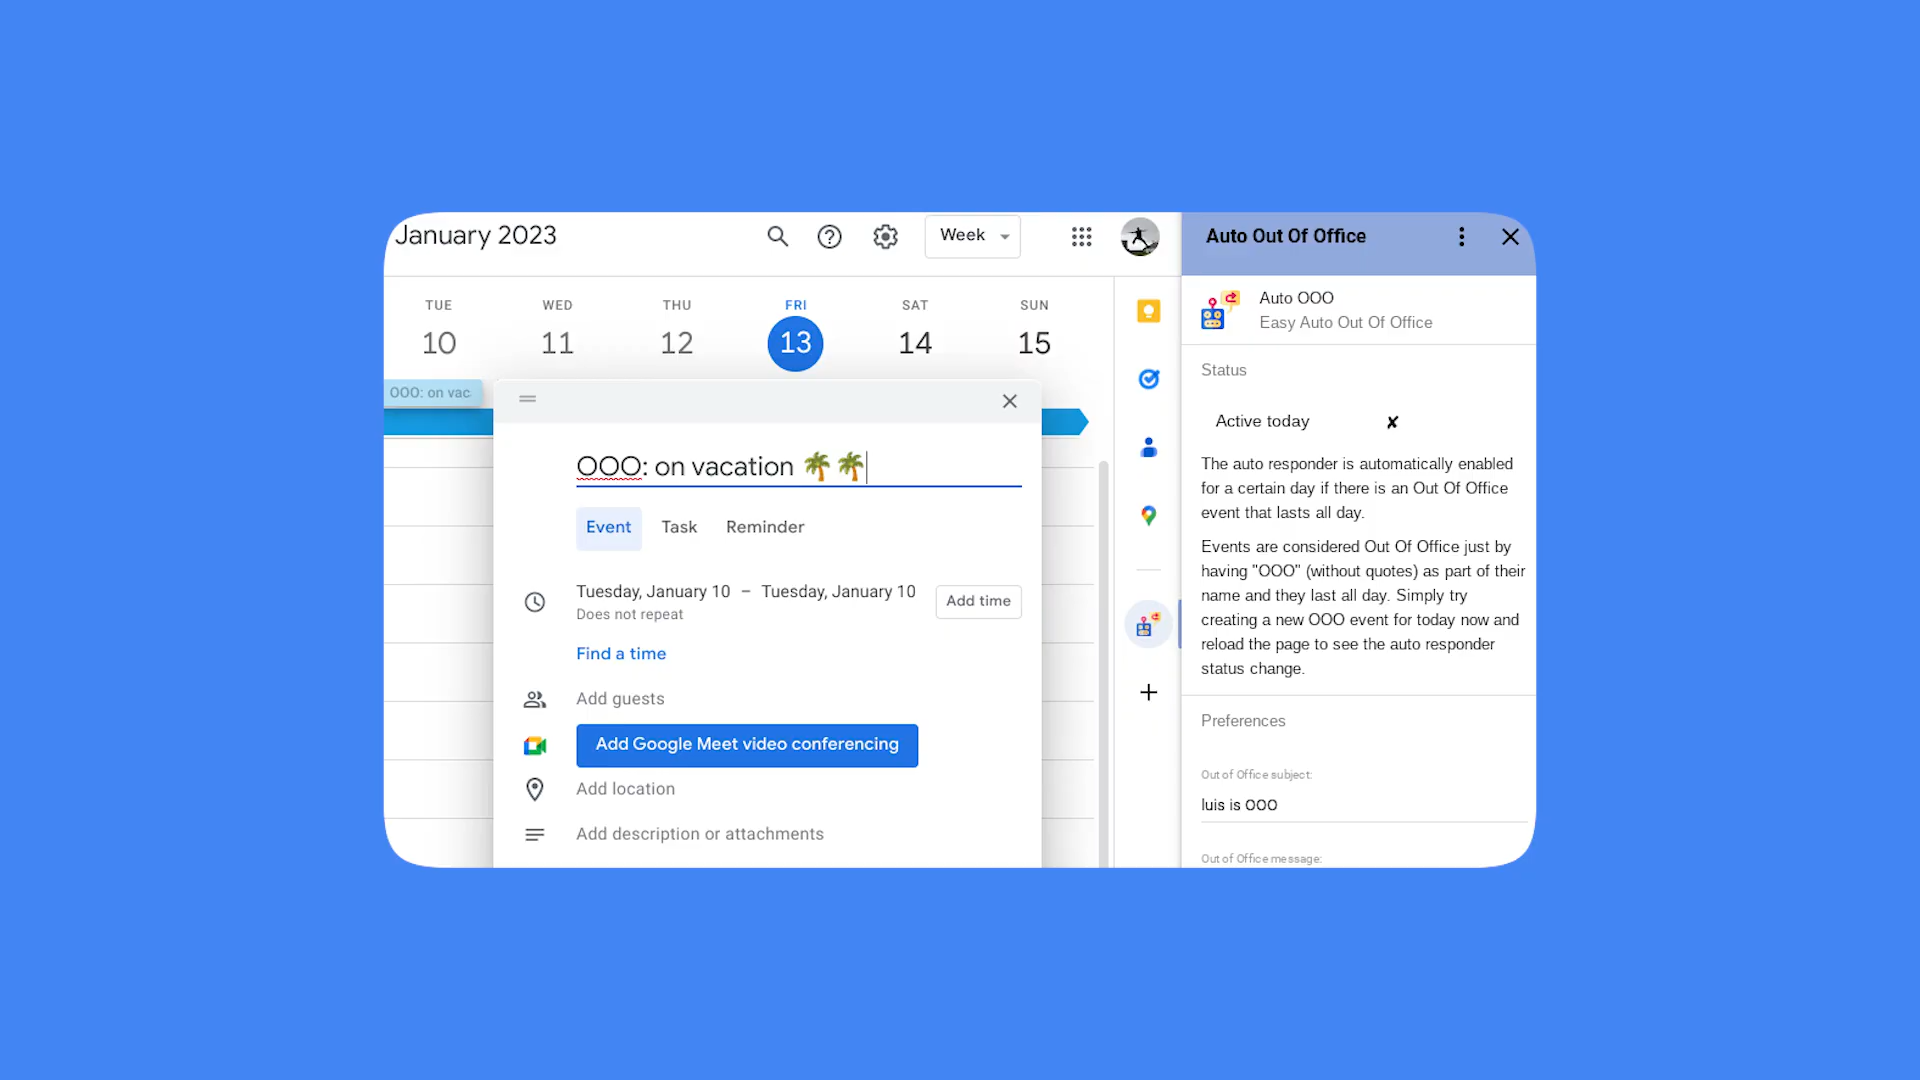 January 2023
Week
TUE WED THU FRI SAT SUN
10 11 12 13 14 15
OOO: on vac
OOO: on vacation 🌴🌴
Event Task Reminder
Tuesday, January 10 – Tuesday, January 10
Add time
Does not repeat
Find a time
Add guests
Add Google Meet video conferencing
Add location
Add description or attachments
Auto Out Of Office
Auto OOO
Easy Auto Out Of Office
Status
Active today ✘
The auto responder is automatically enabled
for a certain day if there is an Out Of Office
event that lasts all day.
Events are considered Out Of Office just by
having "OOO" (without quotes) as part of their
name and they last all day. Simply try
creating a new OOO event for today now and
reload the page to see the auto responder
status change.
Preferences
Out of Office subject:
luis is OOO
Out of Office message: